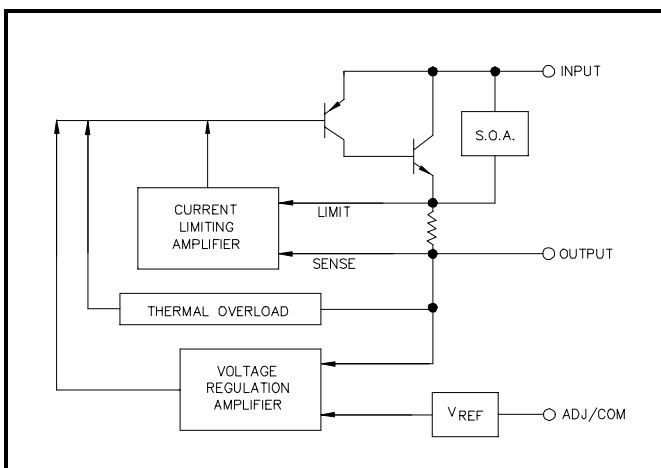 INPUT
S.O.A.
CURRENT
LIMITING
AMPLIFIER
LIMIT
SENSE
OUTPUT
THERMAL OVERLOAD
VOLTAGE
REGULATION
AMPLIFIER
VREF
ADJ/COM